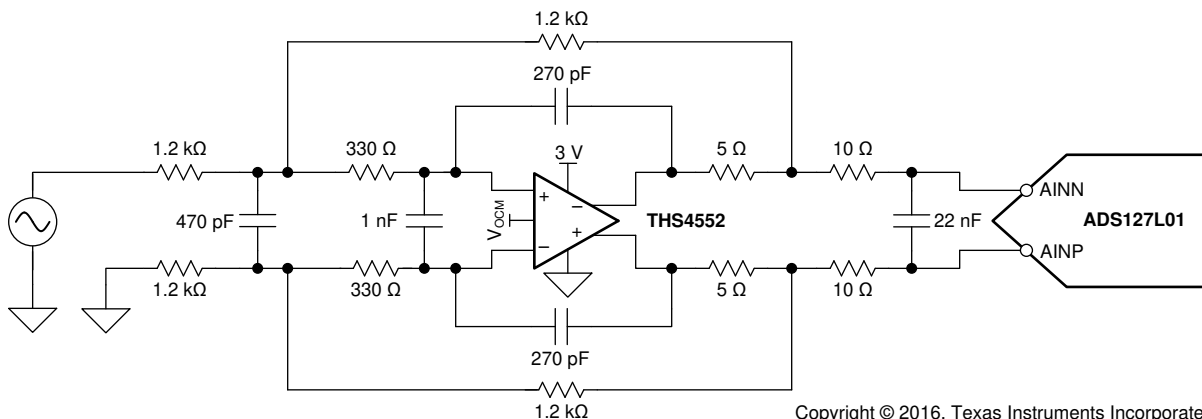 1.2 kΩ
270 pF
1.2 kΩ
330 Ω
3 V
5 Ω
10 Ω
470 pF
1 nF
VOCM
+
−
−
+
THS4552
22 nF
AINN
ADS127L01
AINP
1.2 kΩ
330 Ω
5 Ω
10 Ω
270 pF
1.2 kΩ
Copyright © 2016, Texas Instruments Incorporate